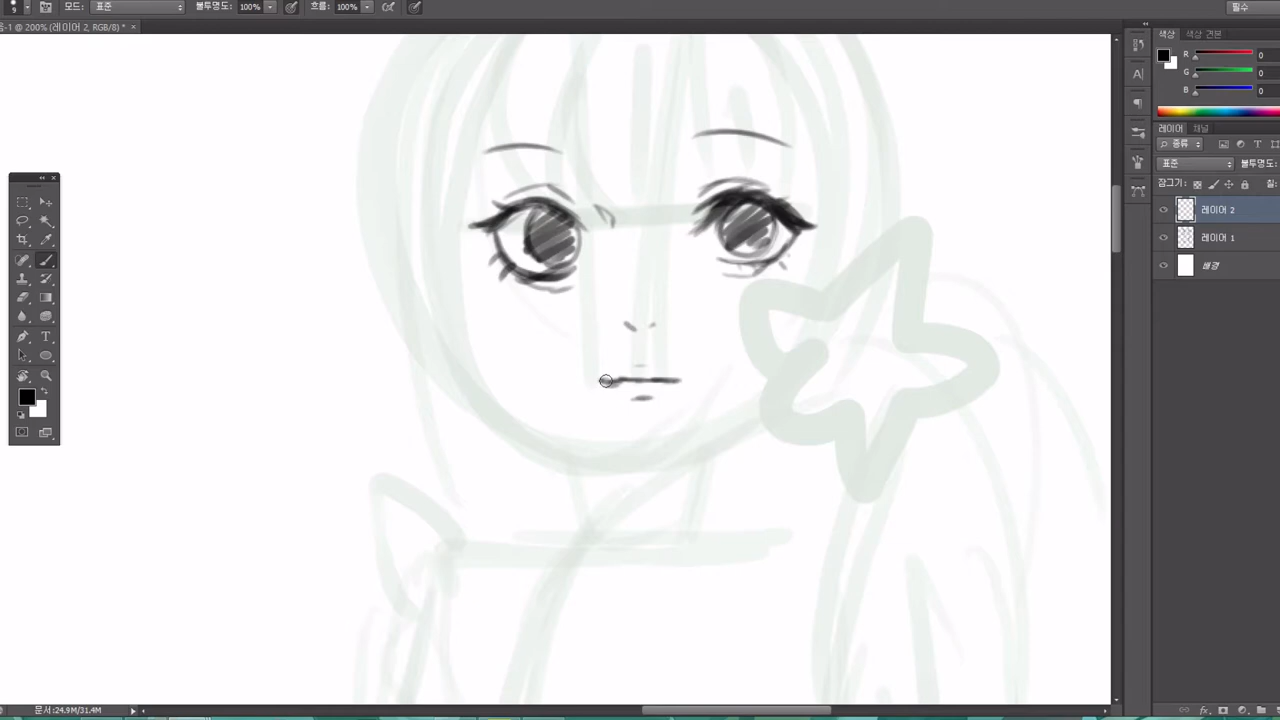 9 모드: 표준 불투명도: 100% 흐름: 100% 필수
-1 @ 200% (레이어 2, RGB/8) * ×
색상 색상 견본
R 0
G 0
B 0
레이어 채널
종류
표준 불투명도:
잠그기: 칠:
레이어 2
레이어 1
배경
문서:24.9M/31.4M